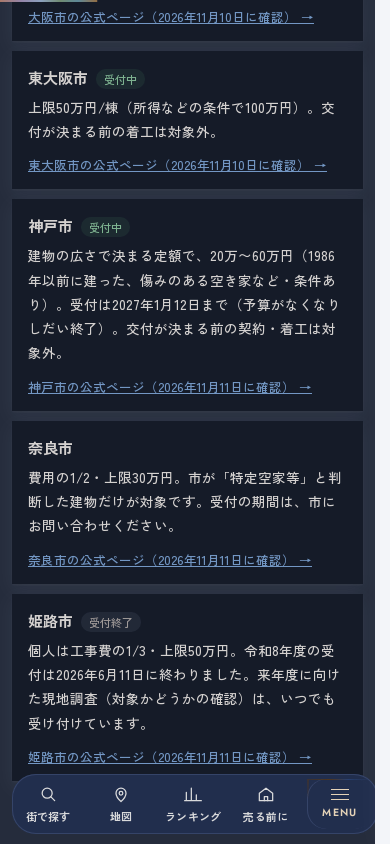 大阪市の公式ページ（2026年11月10日に確認） →
東大阪市 受付中
上限50万円/棟（所得などの条件で100万円）。交
付が決まる前の着工は対象外。
東大阪市の公式ページ（2026年11月10日に確認） →
神戸市 受付中
建物の広さで決まる定額で、20万〜60万円（1986
年以前に建った、傷みのある空き家など・条件あ
り）。受付は2027年1月12日まで（予算がなくなり
しだい終了）。交付が決まる前の契約・着工は対
象外。
神戸市の公式ページ（2026年11月11日に確認） →
奈良市
費用の1/2・上限30万円。市が「特定空家等」と判
断した建物だけが対象です。受付の期間は、市に
お問い合わせください。
奈良市の公式ページ（2026年11月11日に確認） →
姫路市 受付終了
個人は工事費の1/3・上限50万円。令和8年度の受
付は2026年6月11日に終わりました。来年度に向け
た現地調査（対象かどうかの確認）は、いつでも
受け付けています。
姫路市の公式ページ（2026年11月11日に確認） →
街で探す 地図 ランキング 売る前に MENU